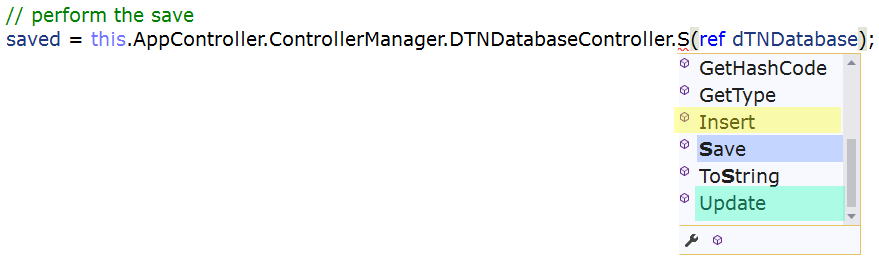 // perform the save
saved = this.AppController.ControllerManager.DTNDatabaseController.S(ref dTNDatabase);
GetHashCode
GetType
Insert
Save
ToString
Update